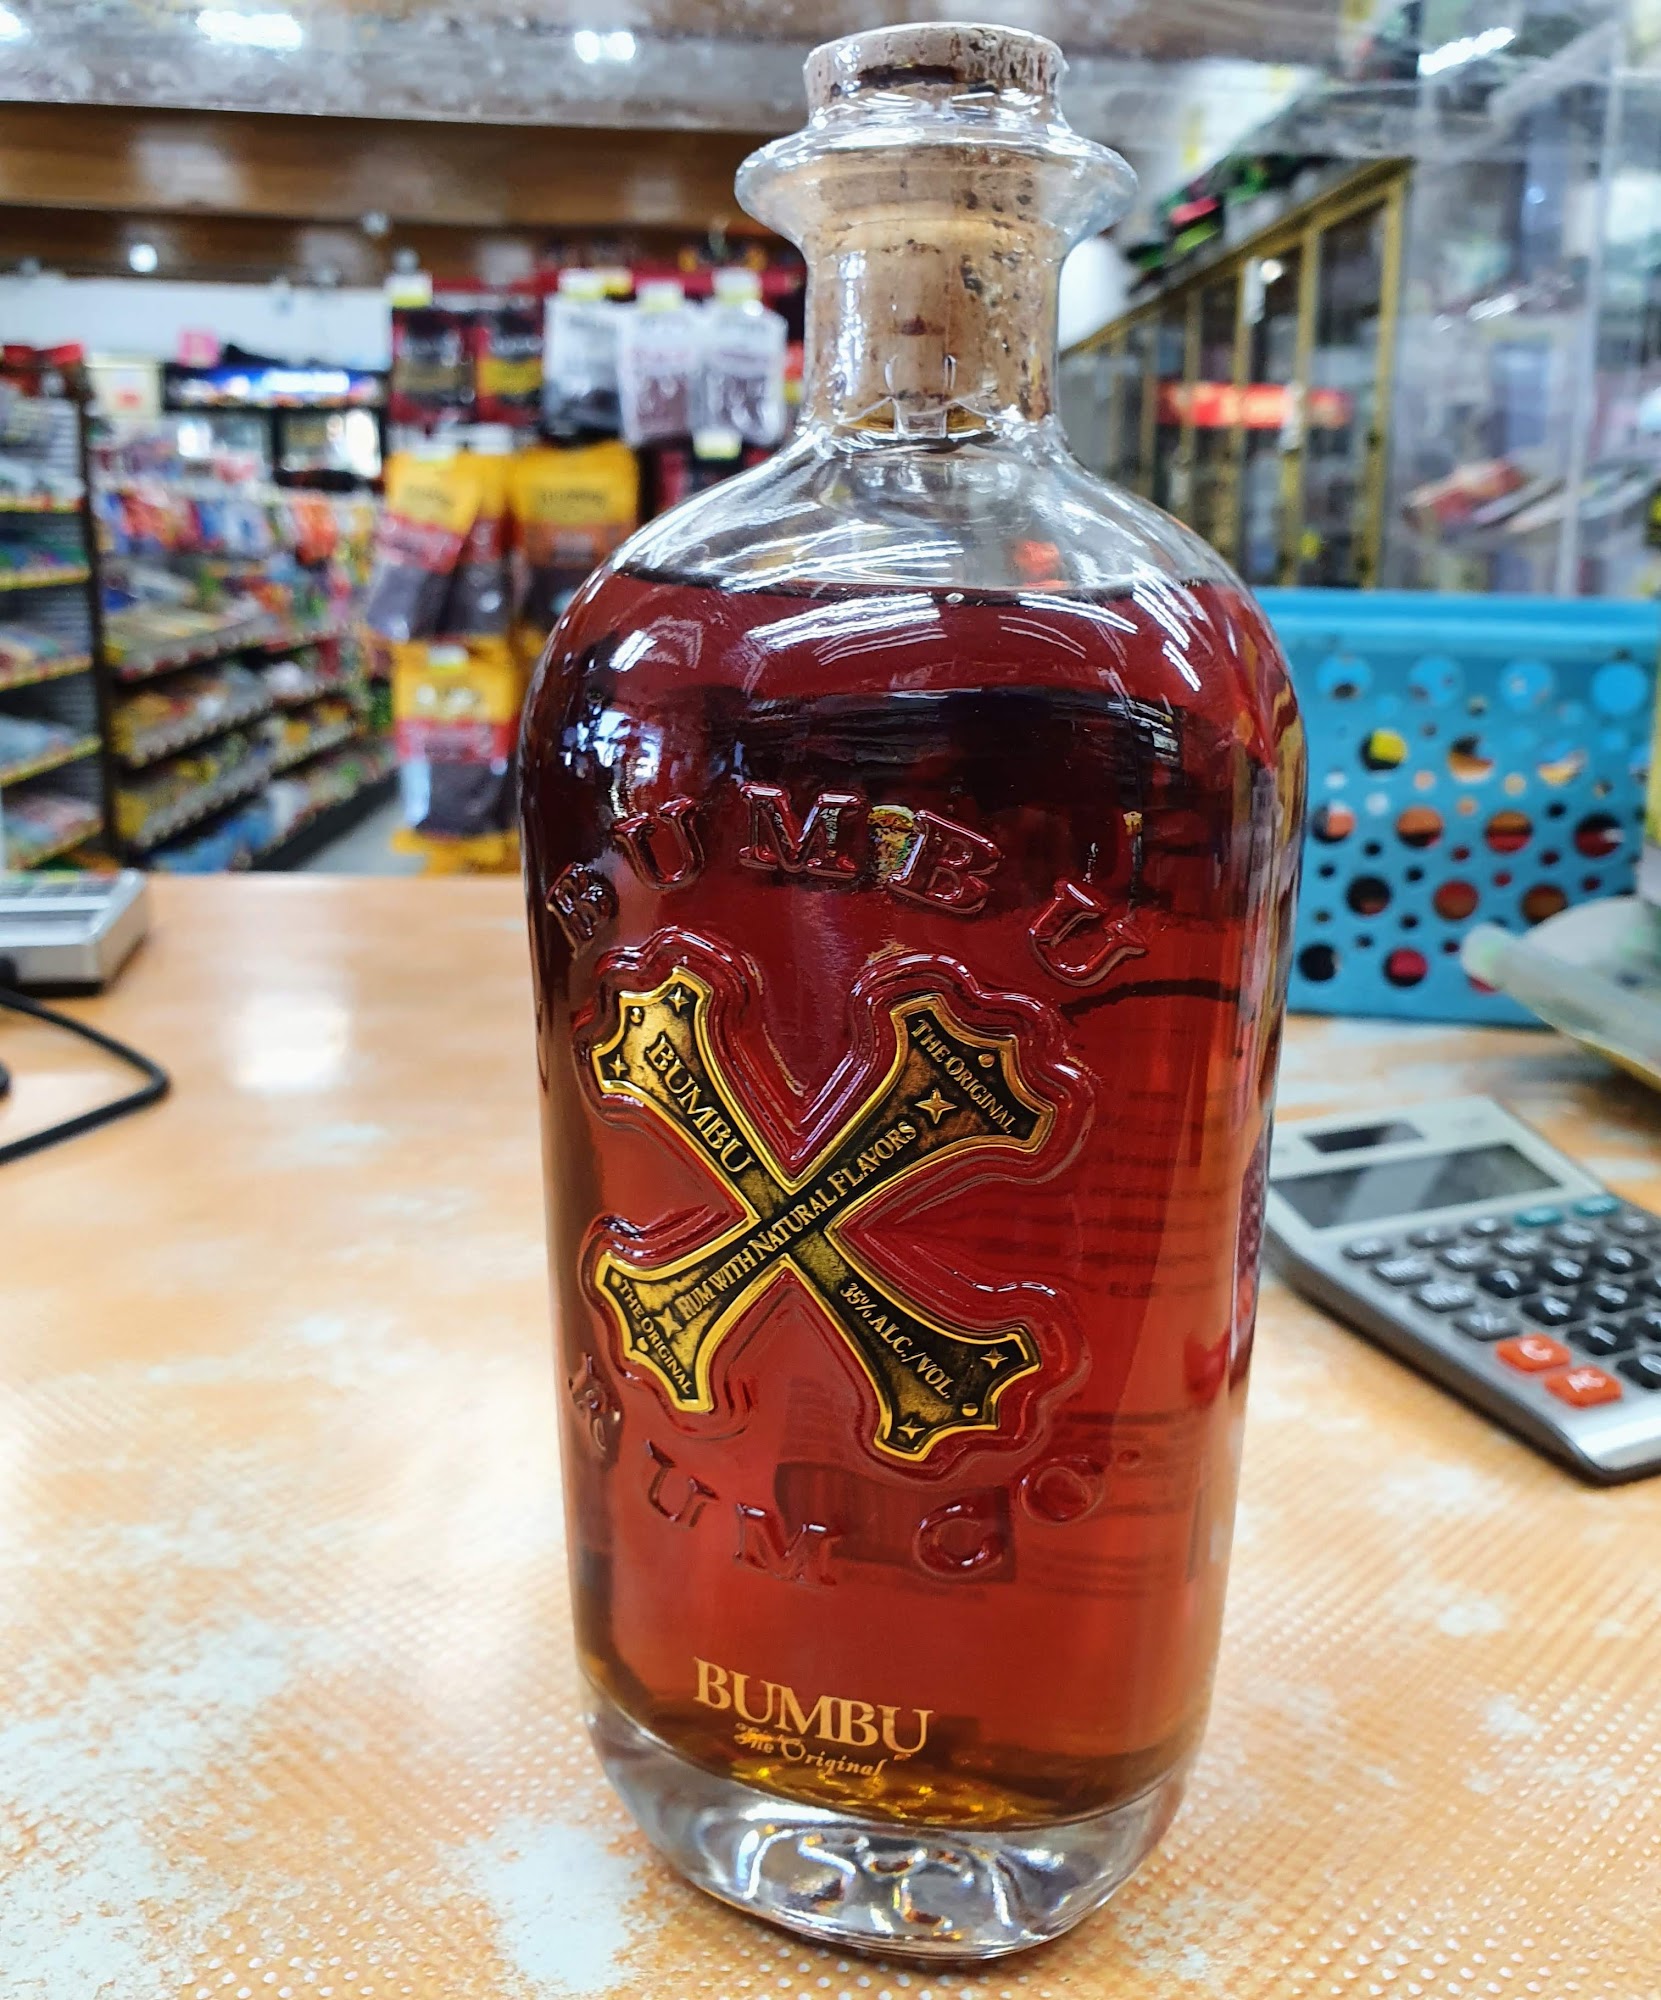 BUMBU
BUMBU
THE ORIGINAL
RUM WITH NATURAL FLAVORS
THE ORIGINAL
35% ALC./VOL.
RUM CO.
BUMBU
The Original